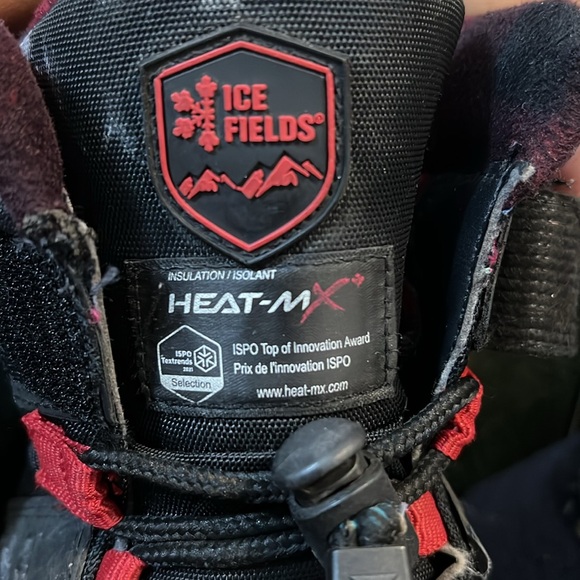 ICE
FIELDS®
INSULATION / ISOLANT
HEAT-MX
ISPO
Textrends
2021
Selection
ISPO Top of Innovation Award
Prix de l'innovation ISPO
www.heat-mx.com